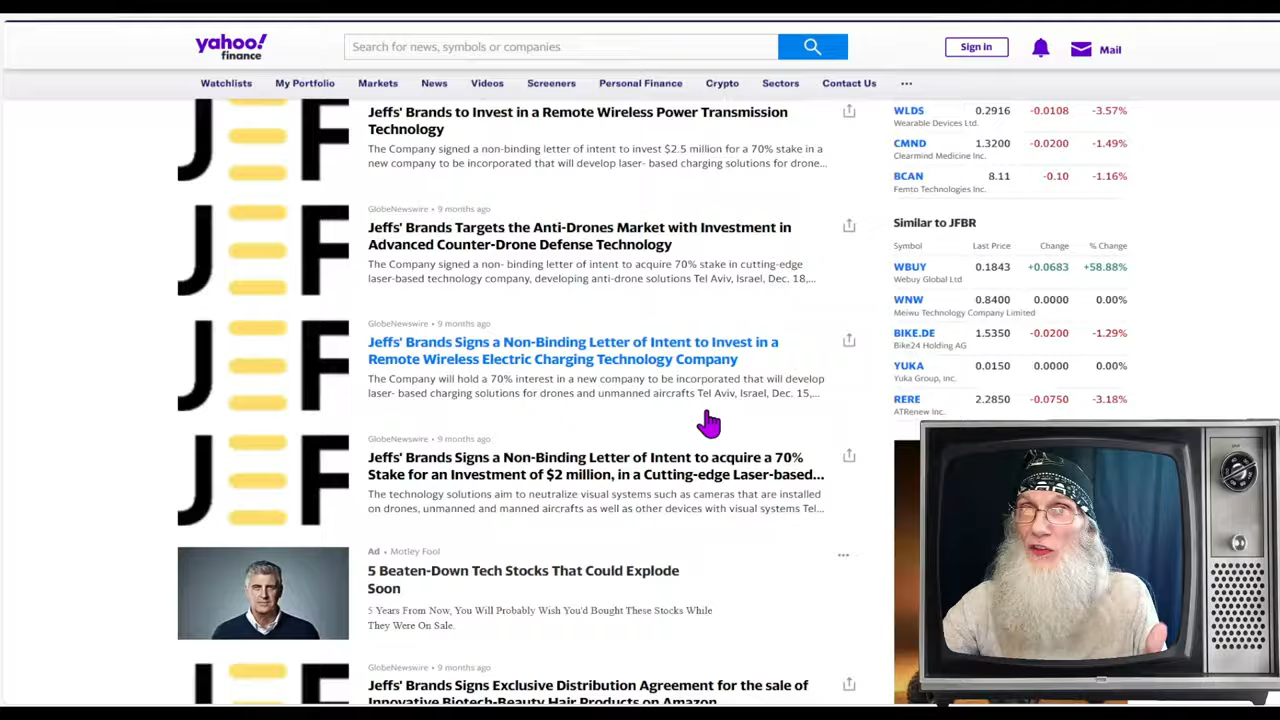 yahoo!
finance
Search for news, symbols or companies
Sign in
Mail
Watchlists
My Portfolio
Markets
News
Videos
Screeners
Personal Finance
Crypto
Sectors
Contact Us
...
JEF
Jeffs' Brands to Invest in a Remote Wireless Power Transmission
Technology
The Company signed a non-binding letter of intent to invest $2.5 million for a 70% stake in a
new company to be incorporated that will develop laser- based charging solutions for drone...
JEF
GlobeNewswire • 9 months ago
Jeffs' Brands Targets the Anti-Drones Market with Investment in
Advanced Counter-Drone Defense Technology
The Company signed a non- binding letter of intent to acquire 70% stake in cutting-edge
laser-based technology company, developing anti-drone solutions Tel Aviv, Israel, Dec. 18,...
JEF
GlobeNewswire • 9 months ago
Jeffs' Brands Signs a Non-Binding Letter of Intent to Invest in a
Remote Wireless Electric Charging Technology Company
The Company will hold a 70% interest in a new company to be incorporated that will develop
laser- based charging solutions for drones and unmanned aircrafts Tel Aviv, Israel, Dec. 15,...
JEF
GlobeNewswire • 9 months ago
Jeffs' Brands Signs a Non-Binding Letter of Intent to acquire a 70%
Stake for an Investment of $2 million, in a Cutting-edge Laser-based...
The technology solutions aim to neutralize visual systems such as cameras that are installed
on drones, unmanned and manned aircrafts as well as other devices with visual systems Tel...
Ad • Motley Fool
...
5 Beaten-Down Tech Stocks That Could Explode
Soon
5 Years From Now, You Will Probably Wish You'd Bought These Stocks While
They Were On Sale.
JEF
GlobeNewswire • 9 months ago
Jeffs' Brands Signs Exclusive Distribution Agreement for the sale of
Innovative Biotech-Beauty Hair Products on Amazon
WLDS 0.2916 -0.0108 -3.57%
Wearable Devices Ltd.
CMND 1.3200 -0.0200 -1.49%
Clearmind Medicine Inc.
BCAN 8.11 -0.10 -1.16%
Femto Technologies Inc.
Similar to JFBR
Symbol Last Price Change % Change
WBUY 0.1843 +0.0683 +58.88%
Webuy Global Ltd
WNW 0.8400 0.0000 0.00%
Meiwu Technology Company Limited
BIKE.DE 1.5350 -0.0200 -1.29%
Bike24 Holding AG
YUKA 0.0150 0.0000 0.00%
Yuka Group, Inc.
RERE 2.2850 -0.0750 -3.18%
ATRenew Inc.